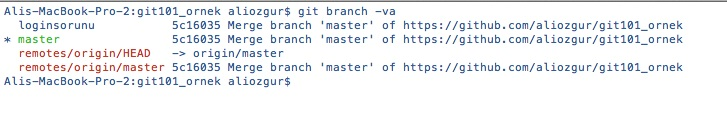 Alis-MacBook-Pro-2:git101_ornek aliozgur$ git branch -va
  loginsorunu           5c16035 Merge branch 'master' of https://github.com/aliozgur/git101_ornek
* master                5c16035 Merge branch 'master' of https://github.com/aliozgur/git101_ornek
  remotes/origin/HEAD   -> origin/master
  remotes/origin/master 5c16035 Merge branch 'master' of https://github.com/aliozgur/git101_ornek
Alis-MacBook-Pro-2:git101_ornek aliozgur$